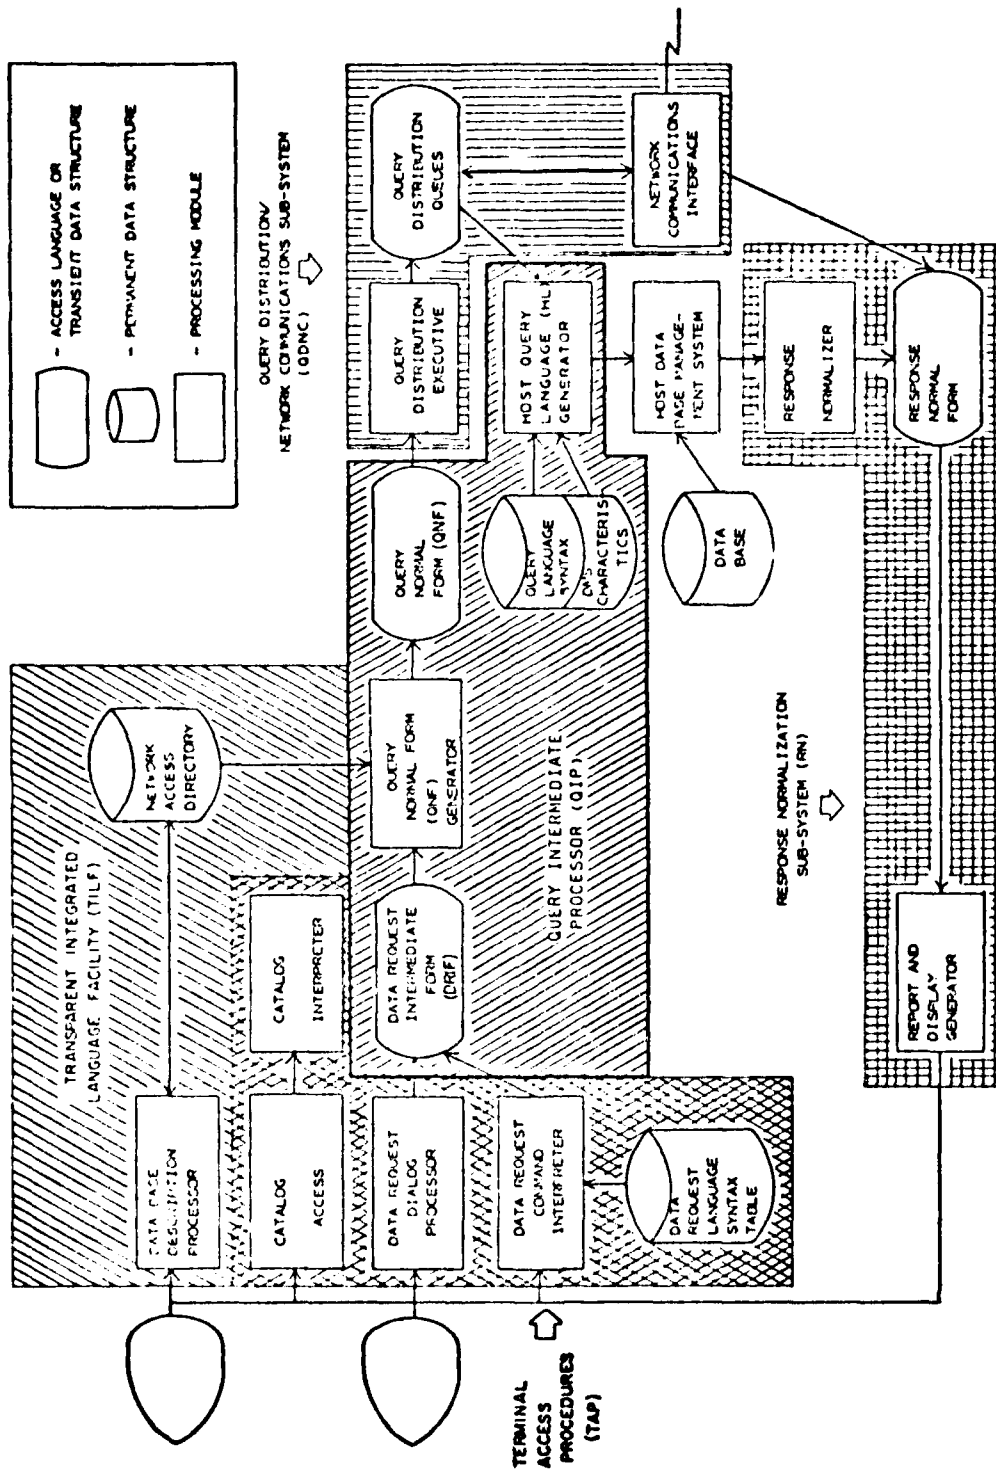 - ACCESS LANGUAGE OR
TRANSIENT DATA STRUCTURE
- PERMANENT DATA STRUCTURE
- PROCESSING MODULE
QUERY DISTRIBUTION/
NETWORK COMMUNICATIONS SUB-SYSTEM
(QDNC)
TRANSPARENT INTEGRATED
LANGUAGE FACILITY (TILF)
DATA BASE
DESCRIPTION
PROCESSOR
NETWORK
ACCESS
DIRECTORY
CATALOG
ACCESS
CATALOG
INTERPRETER
DATA REQUEST
DIALOG
PROCESSOR
DATA REQUEST
INTERMEDIATE
FORM
(DRIF)
QUERY
NORMAL FORM
(QNF)
GENERATOR
QUERY
NORMAL
FORM (QNF)
QUERY
DISTRIBUTION
EXECUTIVE
QUERY
DISTRIBUTION
QUEUES
DATA REQUEST
COMMAND
INTERPRETER
QUERY INTERMEDIATE
PROCESSOR (QIP)
QUERY
LANGUAGE
SYNTAX
CHARACTERIS
TICS
HOST QUERY
LANGUAGE (HL)
GENERATOR
NETWORK
COMMUNICATIONS
INTERFACE
DATA
REQUEST
LANGUAGE
SYNTAX
TABLE
DATA
BASE
HOST DATA
BASE MANAGE-
MENT SYSTEM
RESPONSE
NORMALIZER
RESPONSE
NORMAL
FORM
RESPONSE NORMALIZATION
SUB-SYSTEM (RN)
REPORT AND
DISPLAY
GENERATOR
TERMINAL
ACCESS
PROCEDURES
(TAP)